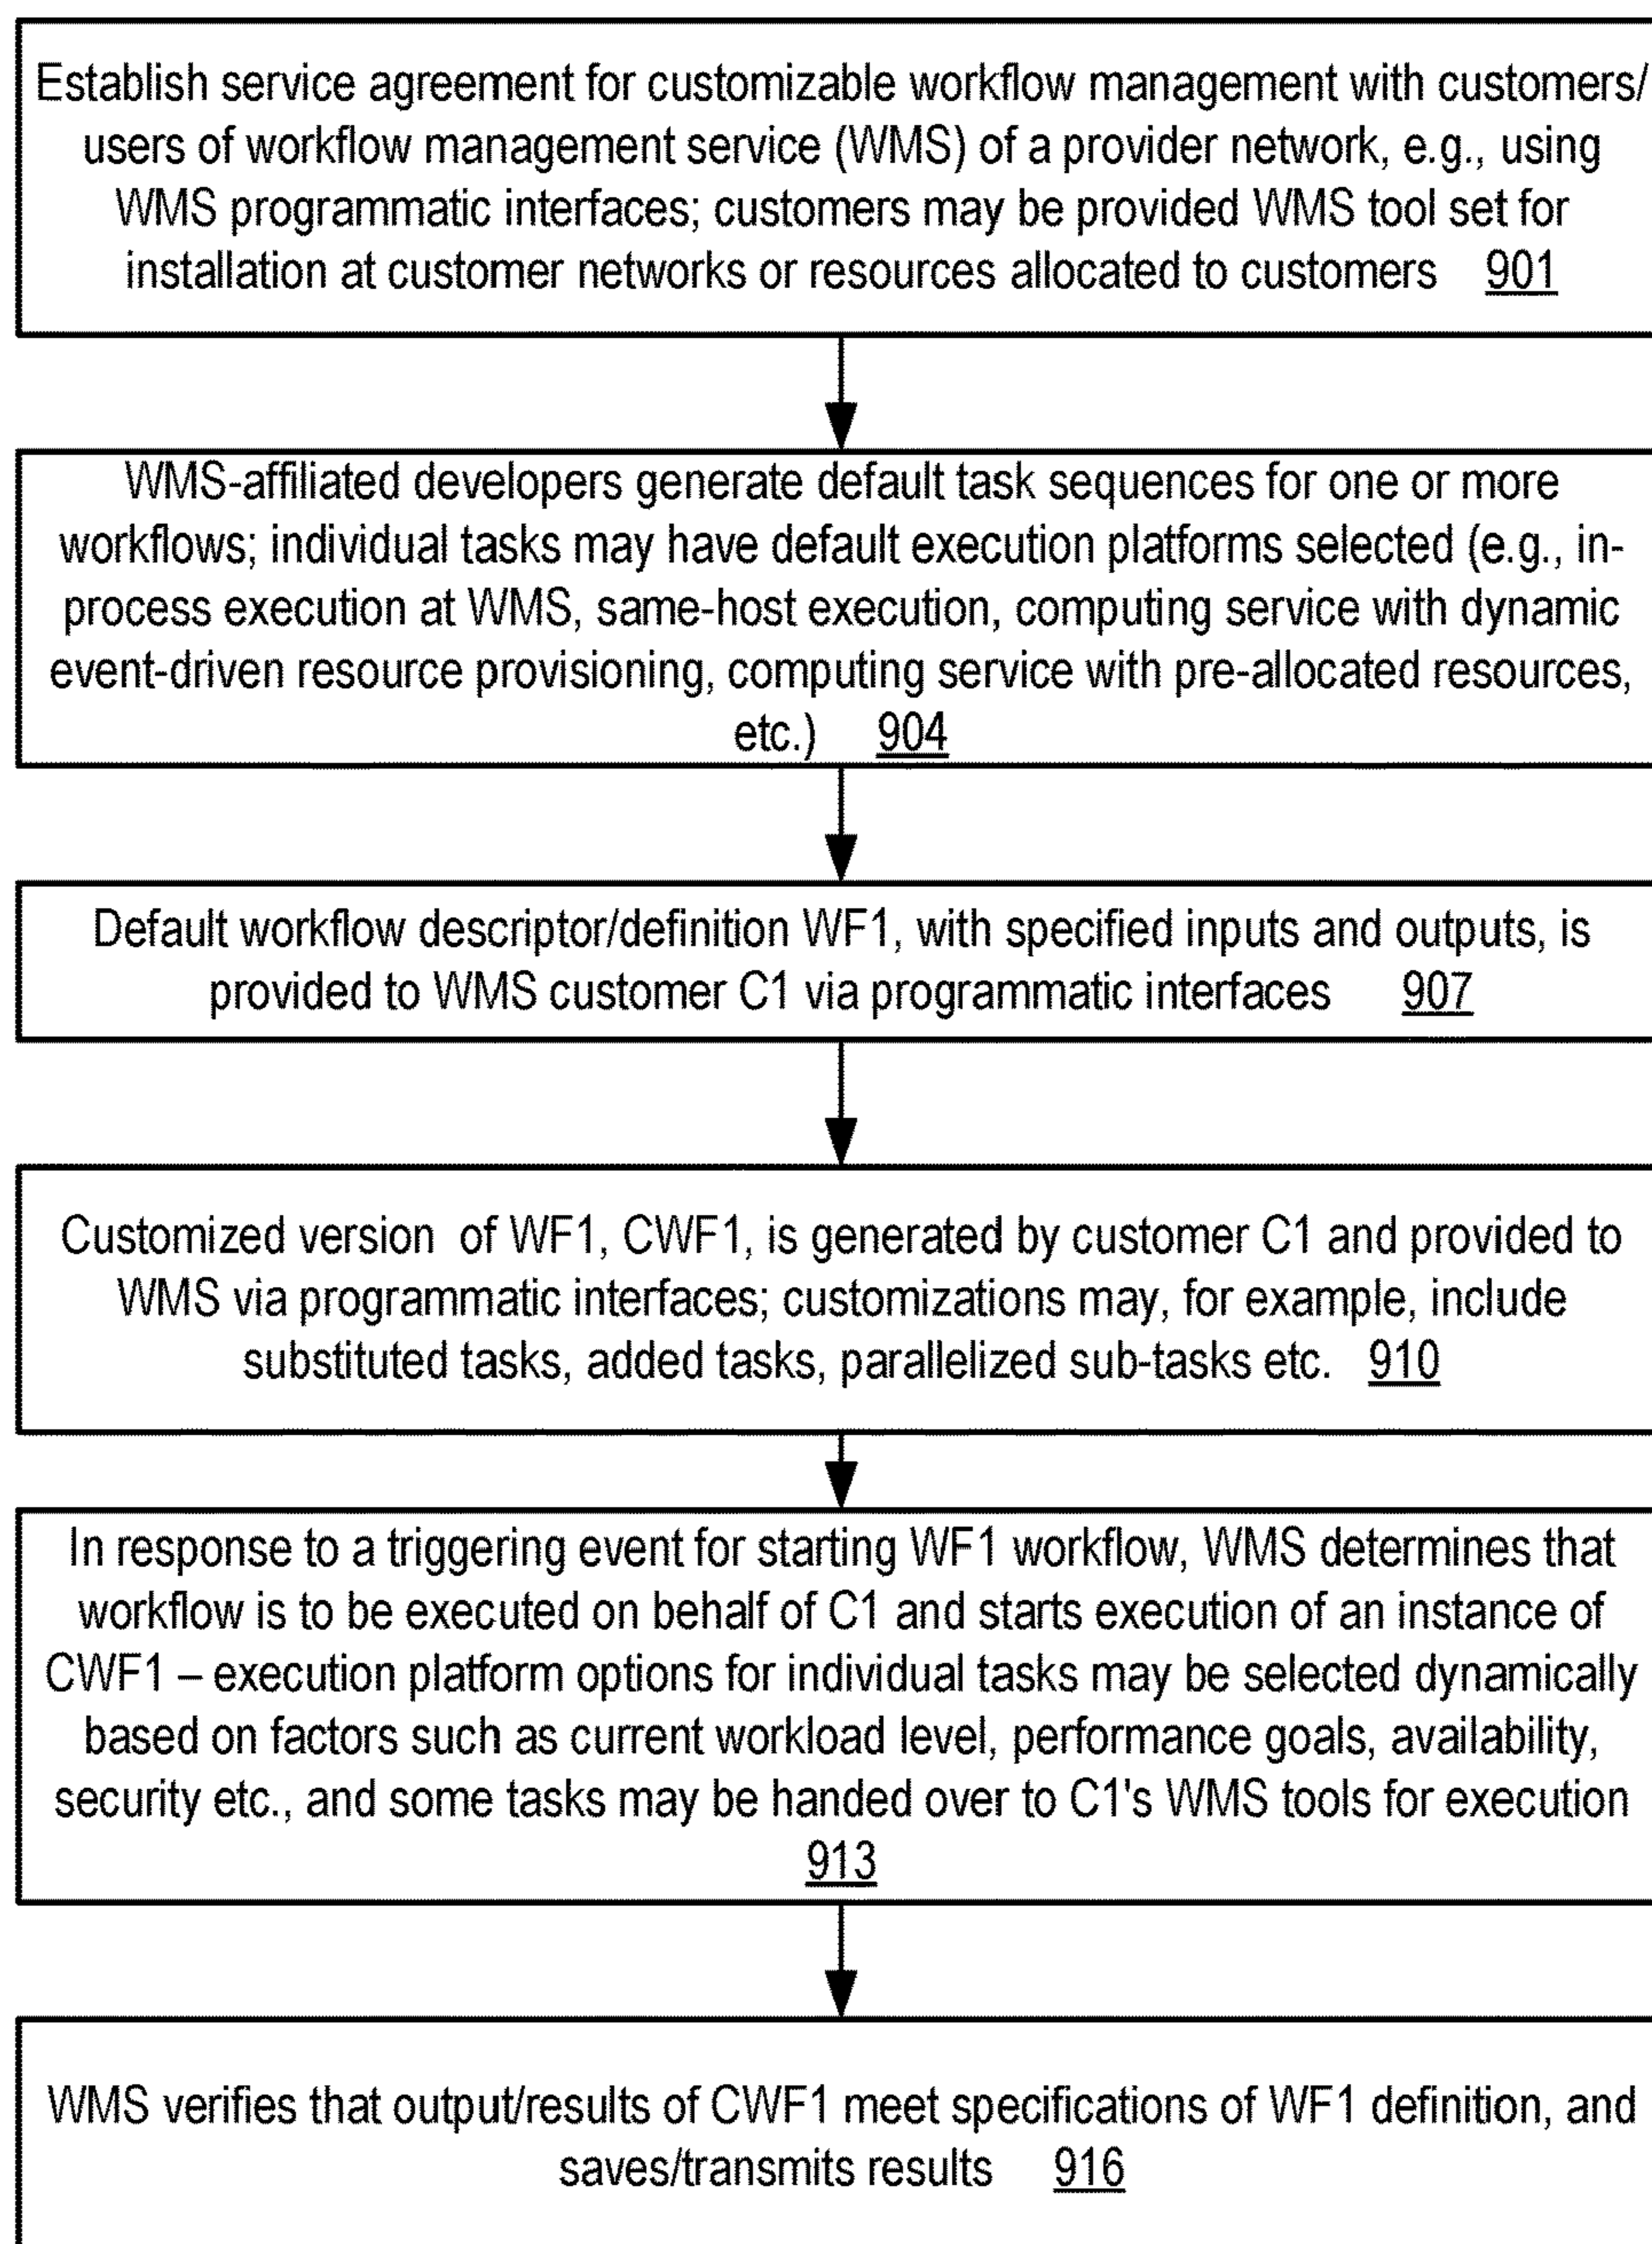 Establish service agreement for customizable workflow management with customers/
users of workflow management service (WMS) of a provider network, e.g., using
WMS programmatic interfaces; customers may be provided WMS tool set for
installation at customer networks or resources allocated to customers 901
WMS-affiliated developers generate default task sequences for one or more
workflows; individual tasks may have default execution platforms selected (e.g., in-
process execution at WMS, same-host execution, computing service with dynamic
event-driven resource provisioning, computing service with pre-allocated resources,
etc.) 904
Default workflow descriptor/definition WF1, with specified inputs and outputs, is
provided to WMS customer C1 via programmatic interfaces 907
Customized version of WF1, CWF1, is generated by customer C1 and provided to
WMS via programmatic interfaces; customizations may, for example, include
substituted tasks, added tasks, parallelized sub-tasks etc. 910
In response to a triggering event for starting WF1 workflow, WMS determines that
workflow is to be executed on behalf of C1 and starts execution of an instance of
CWF1 – execution platform options for individual tasks may be selected dynamically
based on factors such as current workload level, performance goals, availability,
security etc., and some tasks may be handed over to C1's WMS tools for execution
913
WMS verifies that output/results of CWF1 meet specifications of WF1 definition, and
saves/transmits results 916